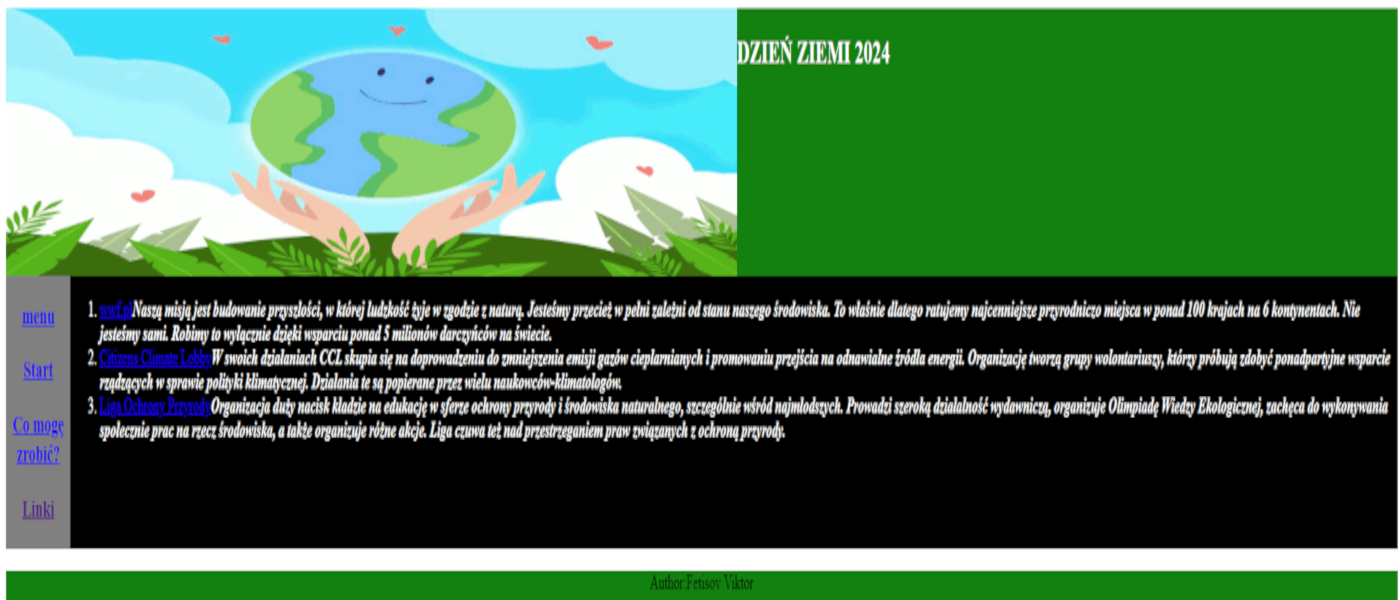 DZIEŃ ZIEMI 2024
menu
Start
Co mogę
zrobić?
Linki
1. wwf.plNaszą misją jest budowanie przyszłości, w której ludzkość żyje w zgodzie z naturą. Jesteśmy przecież w pełni zależni od stanu naszego środowiska. To właśnie dlatego ratujemy najcenniejsze przyrodniczo miejsca w ponad 100 krajach na 6 kontynentach. Nie
jesteśmy sami. Robimy to wyłącznie dzięki wsparciu ponad 5 milionów darczyńców na świecie.
2. Citizens Climate LobbyW swoich działaniach CCL skupia się na doprowadzeniu do zmniejszenia emisji gazów cieplarnianych i promowaniu przejścia na odnawialne źródła energii. Organizację tworzą grupy wolontariuszy, którzy próbują zdobyć ponadpartyjne wsparcie
rządzących w sprawie polityki klimatycznej. Działania te są popierane przez wielu naukowców-klimatologów.
3. Liga Ochrony PrzyrodyOrganizacja duży nacisk kładzie na edukację w sferze ochrony przyrody i środowiska naturalnego, szczególnie wśród najmłodszych. Prowadzi szeroką działalność wydawniczą, organizuje Olimpiadę Wiedzy Ekologicznej, zachęca do wykonywania
społecznie prac na rzecz środowiska, a także organizuje różne akcje. Liga czuwa też nad przestrzeganiem praw związanych z ochroną przyrody.
Author:Fetisov Viktor